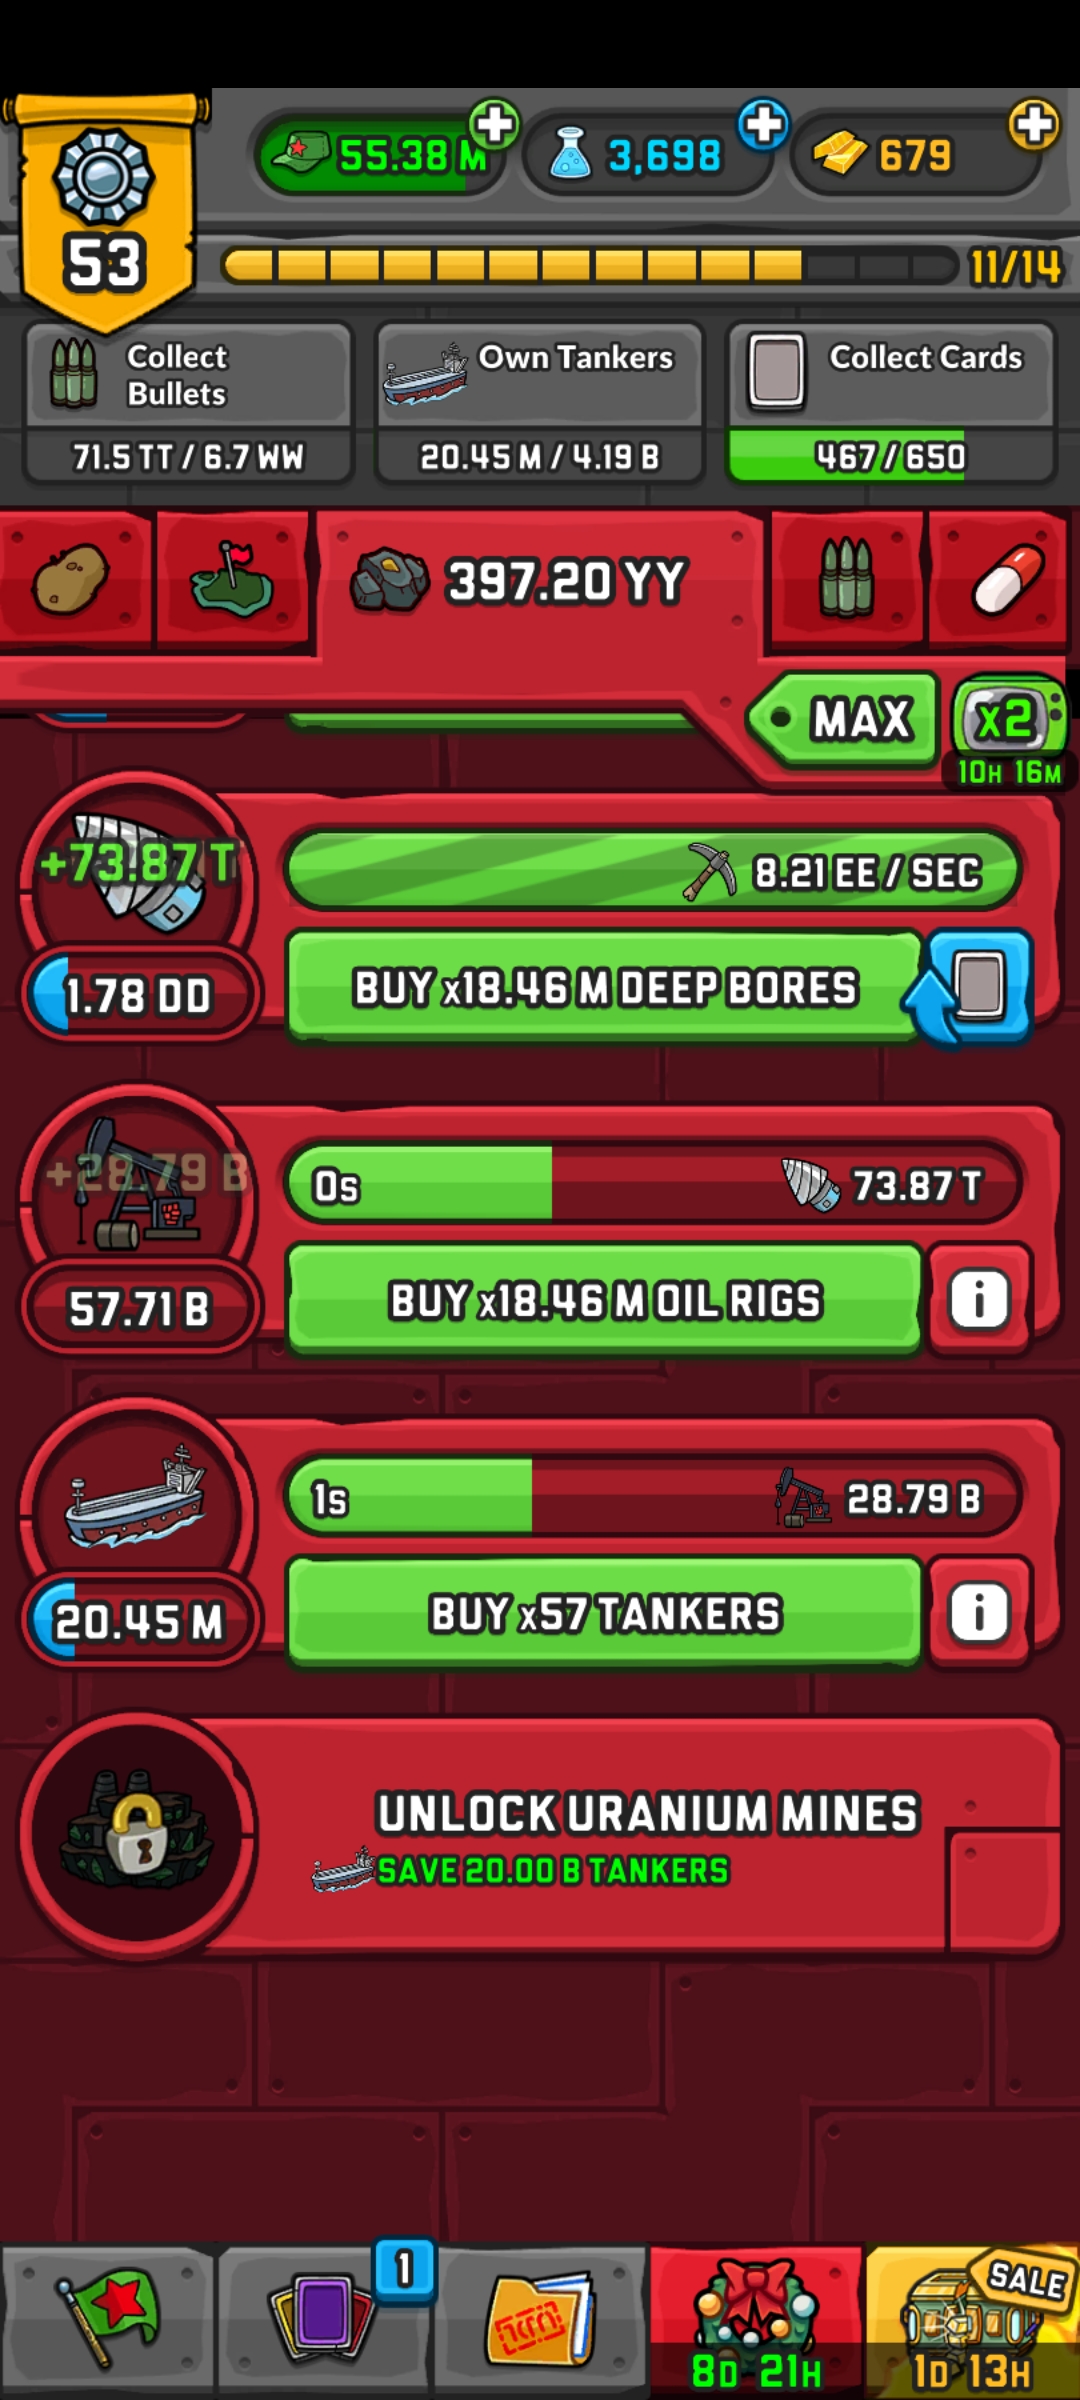 55.38 M
3,698
679
53
11/14
Collect
Bullets
Own Tankers
Collect Cards
71.5 TT / 6.7 WW
20.45 M / 4.19 B
467 / 650
397.20 YY
MAX
x2
10H 16M
+73.87 T
8.21 EE / SEC
1.78 DD
BUY x18.46 M DEEP BORES
+28.79 B
0s
73.87 T
57.71 B
BUY x18.46 M OIL RIGS
i
1s
28.79 B
20.45 M
BUY x57 TANKERS
i
UNLOCK URANIUM MINES
SAVE 20.00 B TANKERS
1
SALE
8D 21H
1D 13H